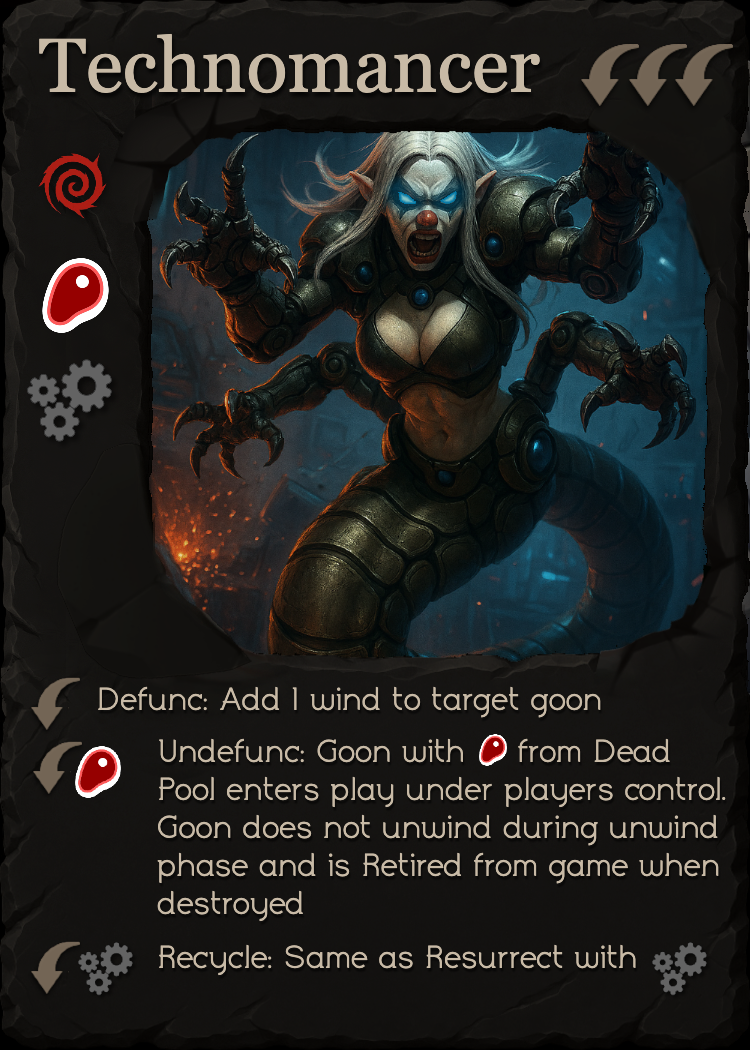 Technomancer
Defunc: Add 1 wind to target goon
Undefunc: Goon with from Dead
Pool enters play under players control.
Goon does not unwind during unwind
phase and is Retired from game when
destroyed
Recycle: Same as Resurrect with